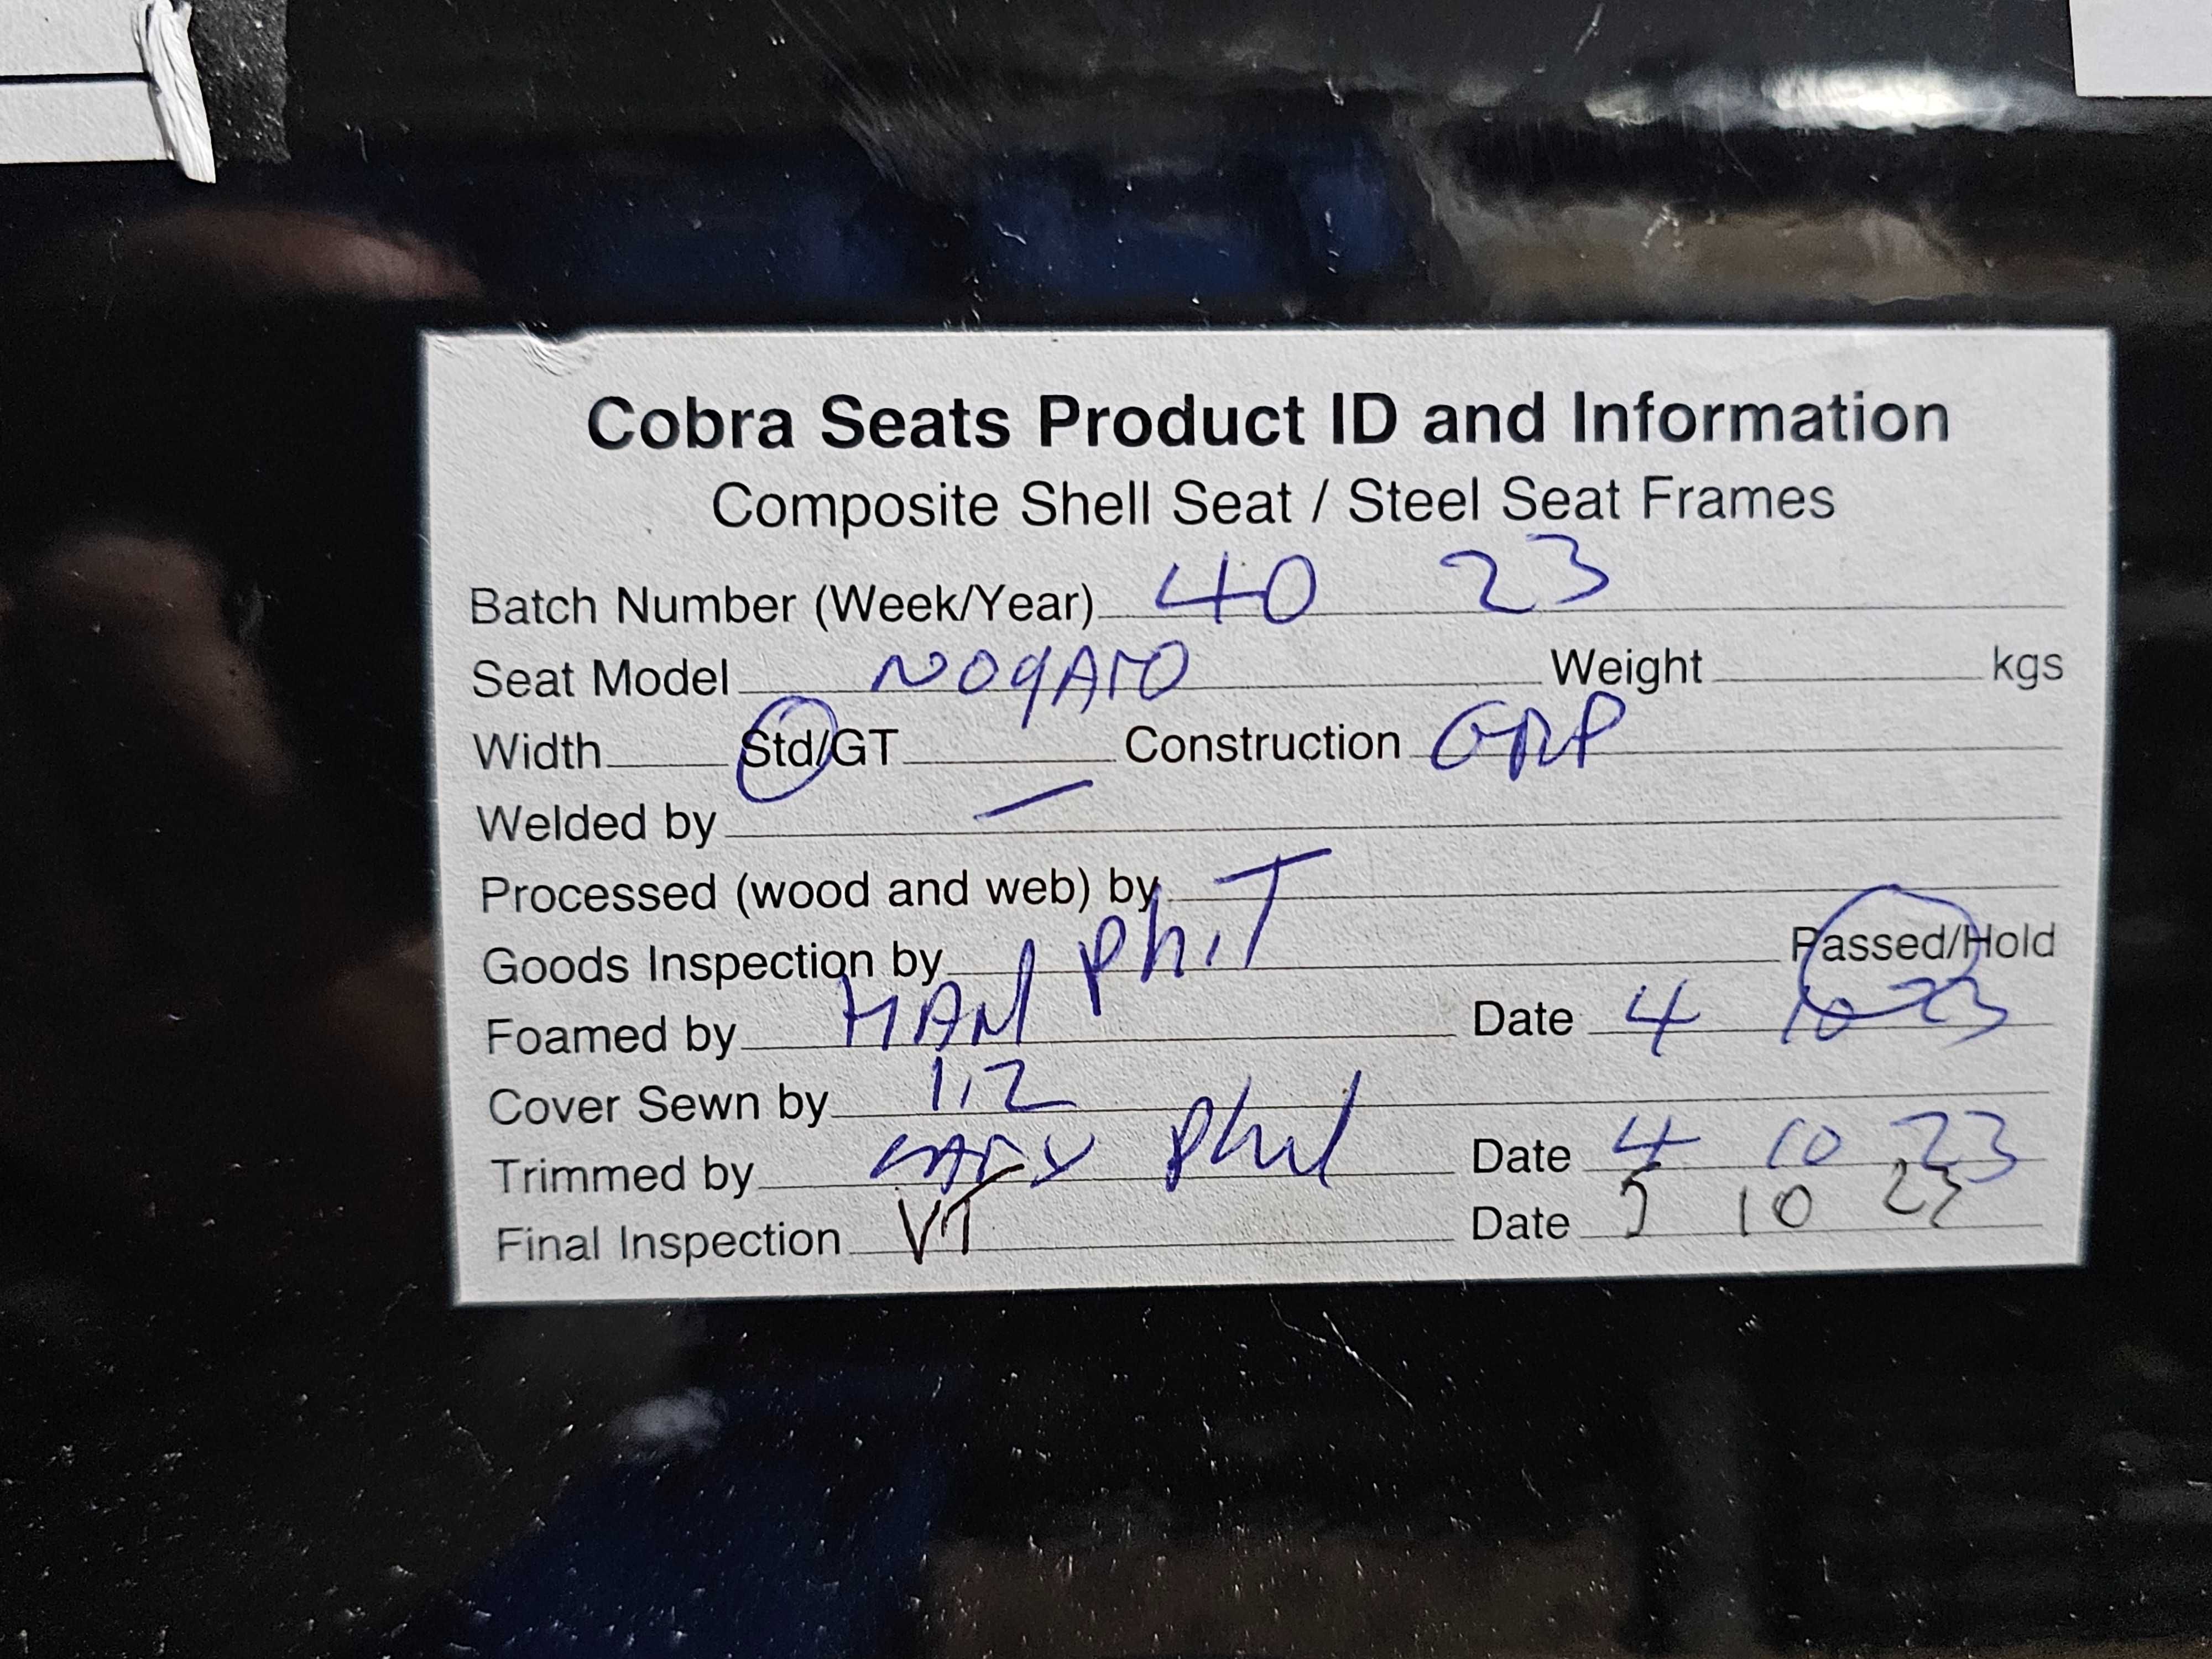 Cobra Seats Product ID and Information
Composite Shell Seat / Steel Seat Frames
Batch Number (Week/Year) 40 23
Seat Model NOgARO Weight kgs
Width Std/GT Construction GRP
Welded by —
Processed (wood and web) by
Goods Inspection by Phil T Passed/Hold
Foamed by Date 4 10 23
Cover Sewn by
Trimmed by GARY Phil Date 4 10 23
Final Inspection VT Date 5 10 23